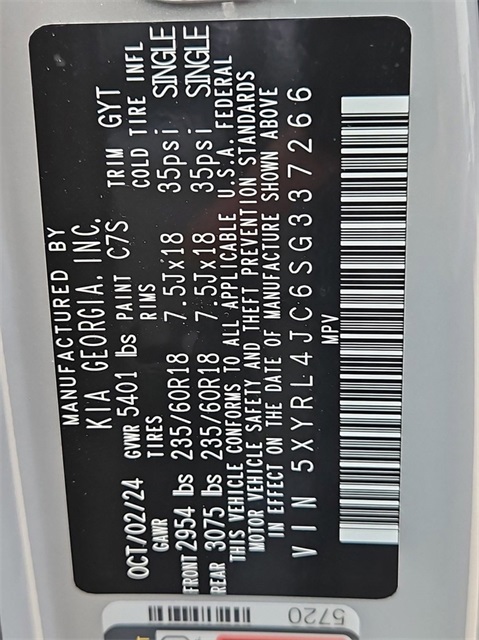 MANUFACTURED BY
KIA GEORGIA, INC.
OCT/02/24 GVWR 5401 lbs PAINT C7S TRIM GYT
GAWR TIRES RIMS COLD TIRE INFL
FRONT 2954 lbs 235/60R18 7.5Jx18 35psi SINGLE
REAR 3075 lbs 235/60R18 7.5Jx18 35psi SINGLE
THIS VEHICLE CONFORMS TO ALL APPLICABLE U.S.A. FEDERAL
MOTOR VEHICLE SAFETY AND THEFT PREVENTION STANDARDS
IN EFFECT ON THE DATE OF MANUFACTURE SHOWN ABOVE
VIN 5XYRL4JC6SG337266
MPV
5720